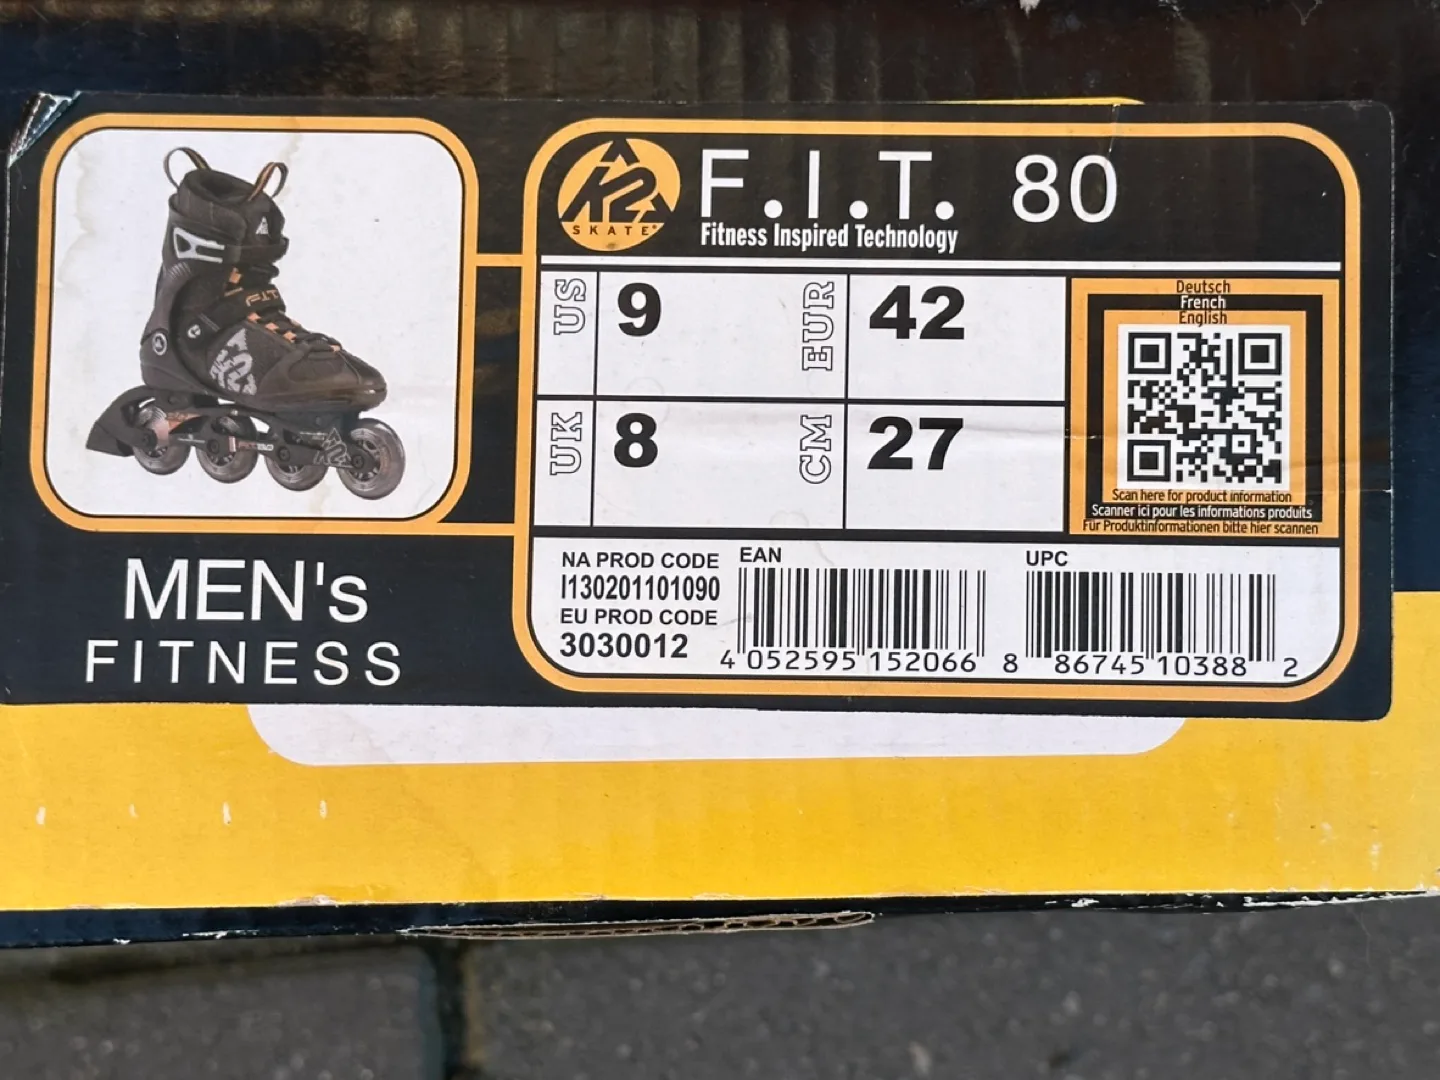 K2
SKATE
F.I.T. 80
Fitness Inspired Technology
US 9 EUR 42
UK 8 CM 27
Deutsch
French
English
Scan here for product information
Scanner ici pour les informations produits
Für Produktinformationen bitte hier scannen
MEN's
FITNESS
NA PROD CODE
I130201101090
EU PROD CODE
3030012
EAN
4 052595 152066
UPC
8 86745 10388 2